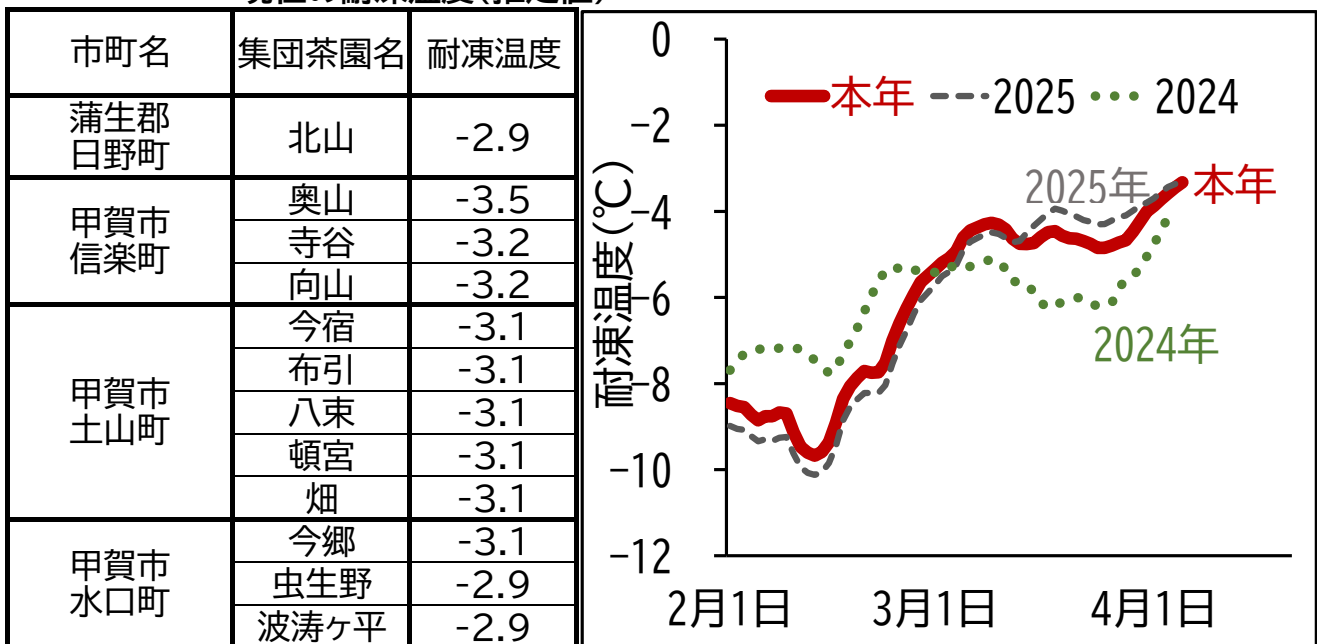 市町名 集団茶園名 耐凍温度
蒲生郡
日野町
北山 -2.9
甲賀市
信楽町
奥山 -3.5
寺谷 -3.2
向山 -3.2
甲賀市
土山町
今宿 -3.1
布引 -3.1
八束 -3.1
頓宮 -3.1
畑 -3.1
甲賀市
水口町
今郷 -3.1
虫生野 -2.9
波涛ヶ平 -2.9
耐凍温度(℃)
0
-2
-4
-6
-8
-10
-12
本年 2025 2024
2025年
本年
2024年
2月1日 3月1日 4月1日